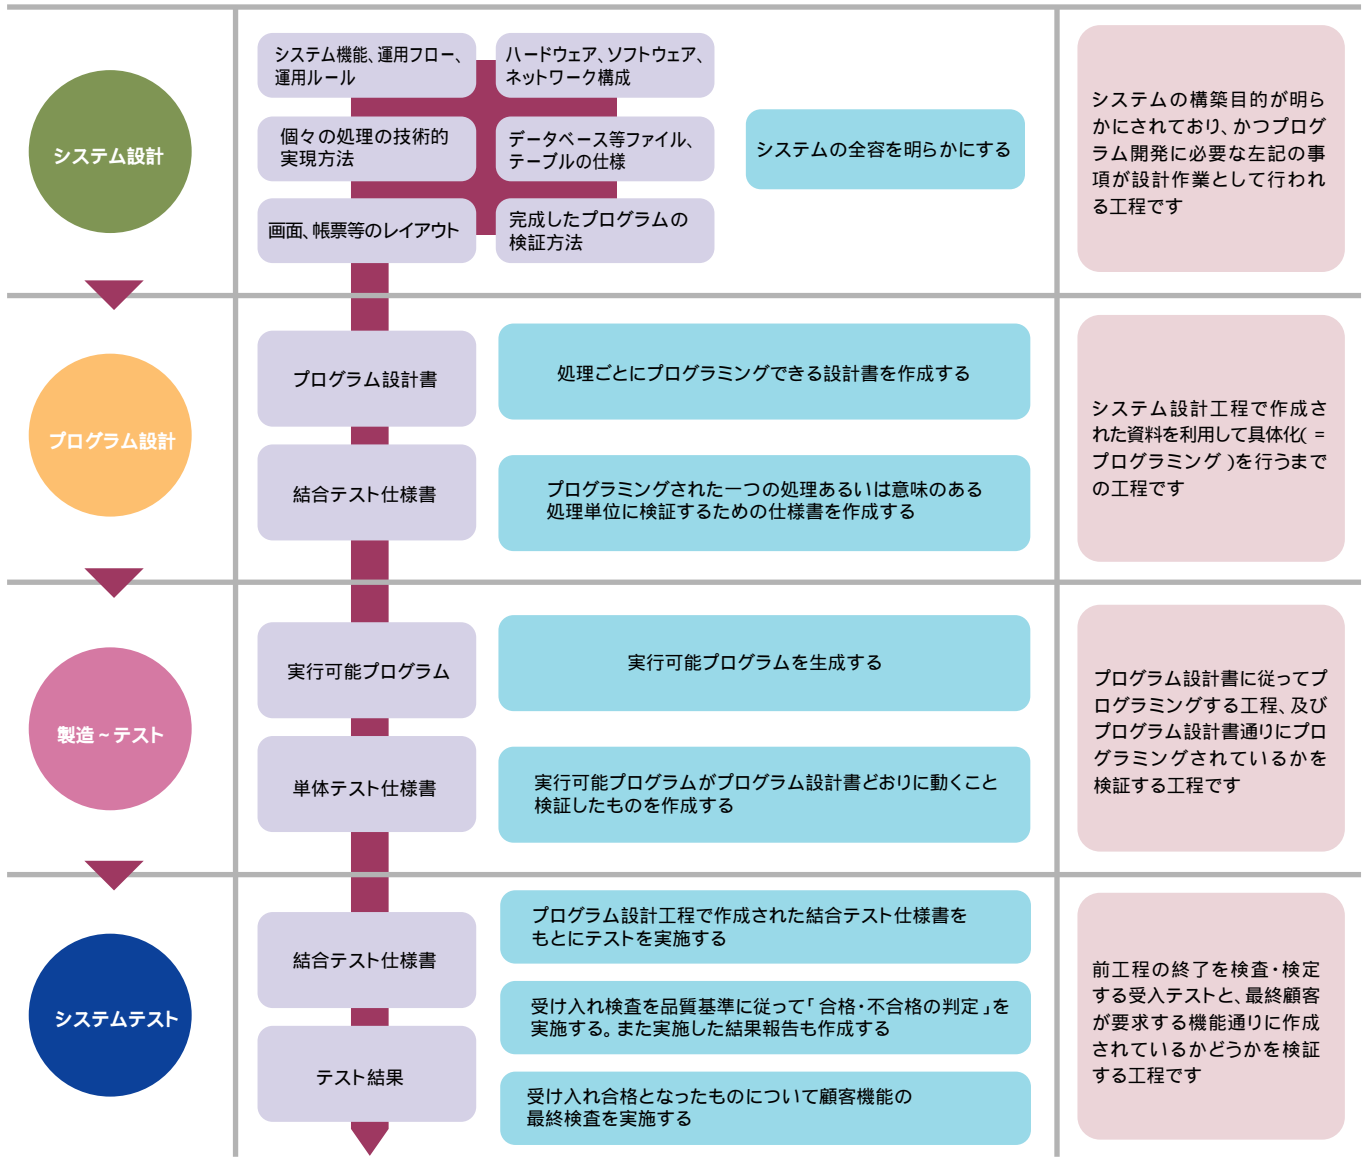 システム設計
システム機能、運用フロー、
運用ルール
ハードウェア、ソフトウェア、
ネットワーク構成
個々の処理の技術的
実現方法
データベース等ファイル、
テーブルの仕様
画面、帳票等のレイアウト
完成したプログラムの
検証方法
システムの全容を明らかにする
システムの構築目的が明ら
かにされており、かつプログ
ラム開発に必要な左記の事
項が設計作業として行われ
る工程です
プログラム設計
プログラム設計書
処理ごとにプログラミングできる設計書を作成する
結合テスト仕様書
プログラミングされた一つの処理あるいは意味のある
処理単位に検証するための仕様書を作成する
システム設計工程で作成さ
れた資料を利用して具体化( =
プログラミング )を行うまで
の工程です
製造~テスト
実行可能プログラム
実行可能プログラムを生成する
単体テスト仕様書
実行可能プログラムがプログラム設計書どおりに動くこと
検証したものを作成する
プログラム設計書に従ってプ
ログラミングする工程、及び
プログラム設計書通りにプロ
グラミングされているかを
検証する工程です
システムテスト
結合テスト仕様書
プログラム設計工程で作成された結合テスト仕様書を
もとにテストを実施する
受け入れ検査を品質基準に従って「 合格・不合格の判定 」を
実施する。また実施した結果報告も作成する
テスト結果
受け入れ合格となったものについて顧客機能の
最終検査を実施する
前工程の終了を検査・検定
する受入テストと、最終顧客
が要求する機能通りに作成
されているかどうかを検証
する工程です